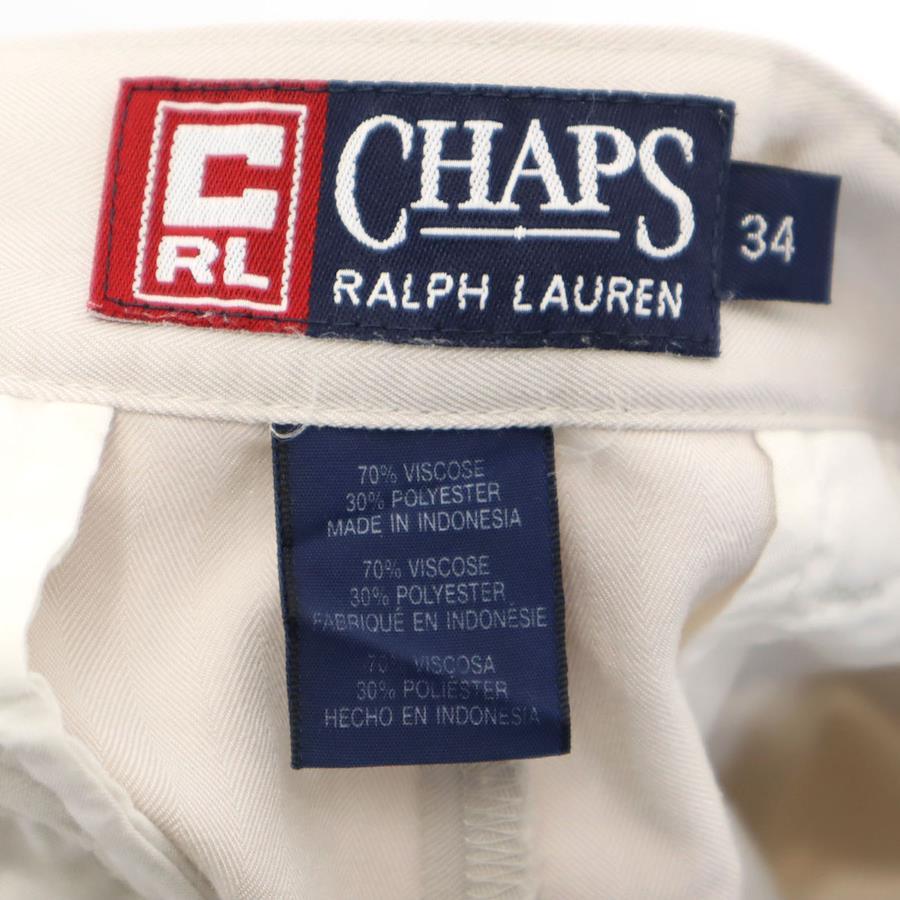 C
RL
CHAPS
RALPH LAUREN
34
70% VISCOSE
30% POLYESTER
MADE IN INDONESIA
70% VISCOSE
30% POLYESTER
FABRIQUÉ EN INDONÉSIE
VISCOSA
30% POLIÉSTER
HECHO EN INDONESIA